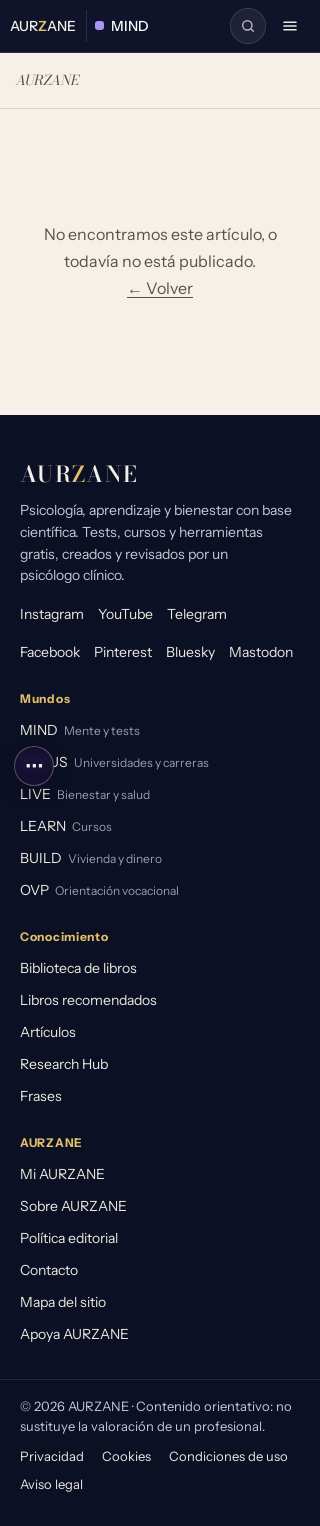 AURZANE MIND
AURZANE
No encontramos este artículo, o
todavía no está publicado.
← Volver
AURZANE
Psicología, aprendizaje y bienestar con base
científica. Tests, cursos y herramientas
gratis, creados y revisados por un
psicólogo clínico.
Instagram YouTube Telegram
Facebook Pinterest Bluesky Mastodon
Mundos
MIND Mente y tests
US Universidades y carreras
LIVE Bienestar y salud
LEARN Cursos
BUILD Vivienda y dinero
OVP Orientación vocacional
Conocimiento
Biblioteca de libros
Libros recomendados
Artículos
Research Hub
Frases
AURZANE
Mi AURZANE
Sobre AURZANE
Política editorial
Contacto
Mapa del sitio
Apoya AURZANE
© 2026 AURZANE · Contenido orientativo: no
sustituye la valoración de un profesional.
Privacidad Cookies Condiciones de uso
Aviso legal